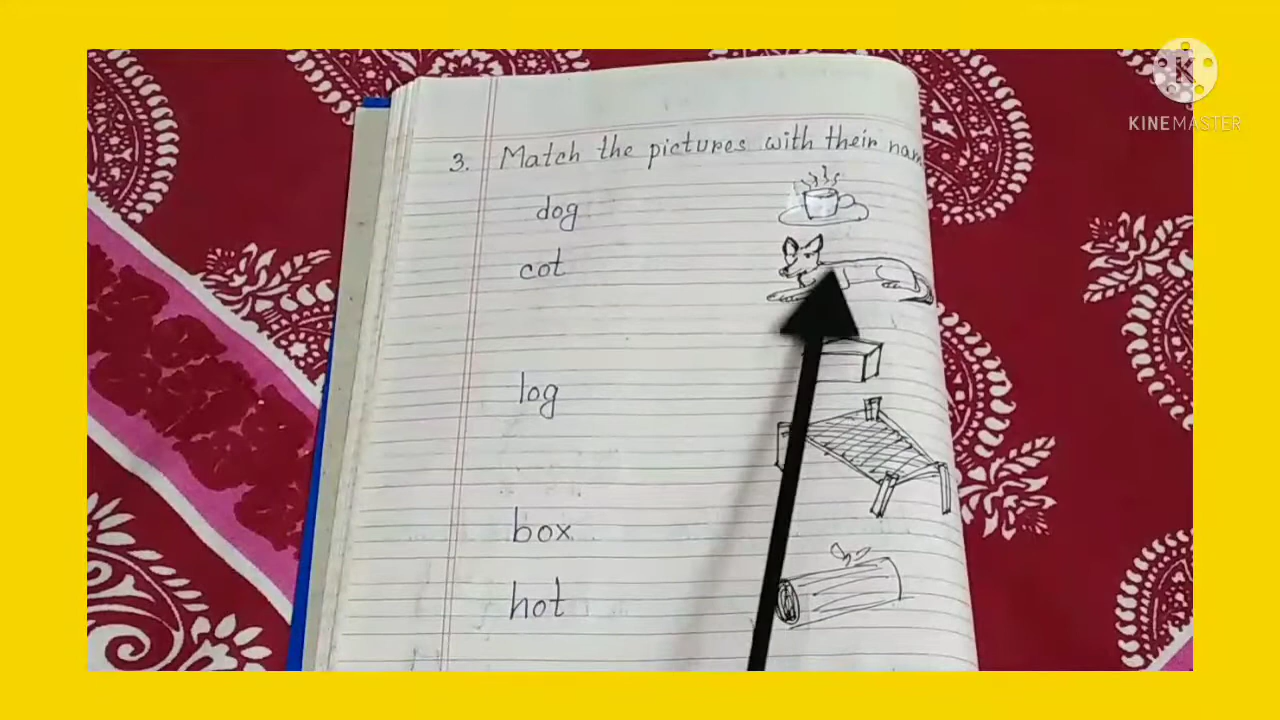 KINEMASTER
3. Match the pictures with their nam
dog
cot
log
box
hot